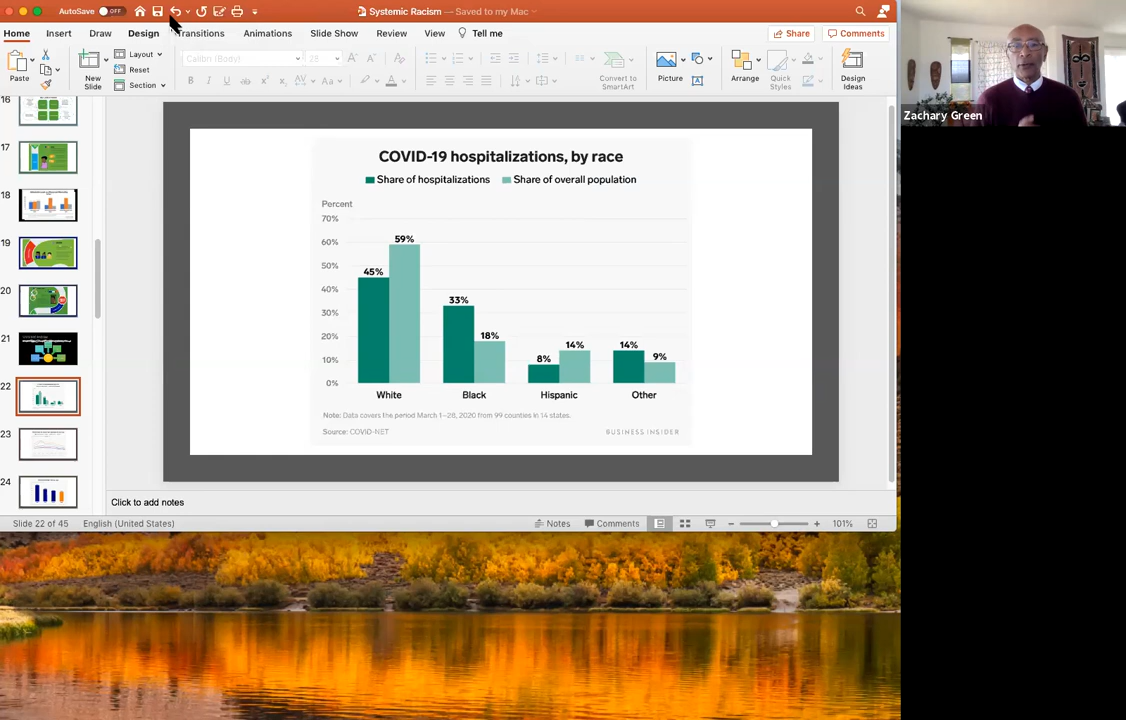 AutoSave OFF
Systemic Racism — Saved to my Mac
Home Insert Draw Design Transitions Animations Slide Show Review View Tell me Share Comments
Paste
New Slide
Layout
Reset
Section
Calibri (Body) 28
Convert to SmartArt
Picture
Arrange
Quick Styles
Design Ideas
Zachary Green
16
17
18
19
20
21
22
23
24
COVID-19 hospitalizations, by race
Share of hospitalizations Share of overall population
Percent
70%
60%
50%
40%
30%
20%
10%
0%
45% 59%
33% 18%
8% 14%
14% 9%
White Black Hispanic Other
Note: Data covers the period March 1–28, 2020 from 99 counties in 14 states.
Source: COVID-NET
BUSINESS INSIDER
Click to add notes
Slide 22 of 45 English (United States) Notes Comments 101%